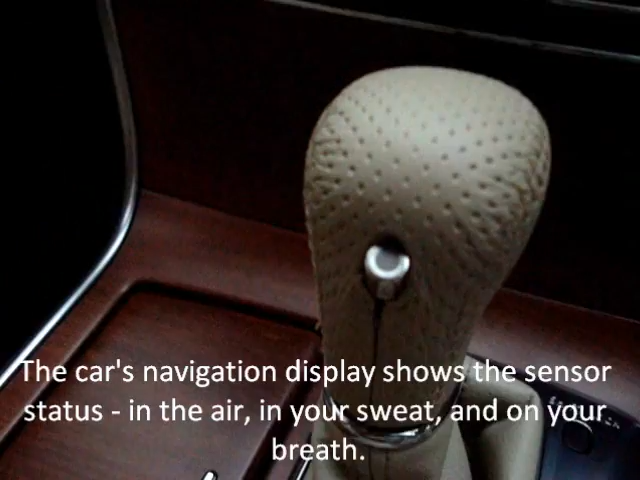 The car's navigation display shows the sensor
status - in the air, in your sweat, and on your
breath.